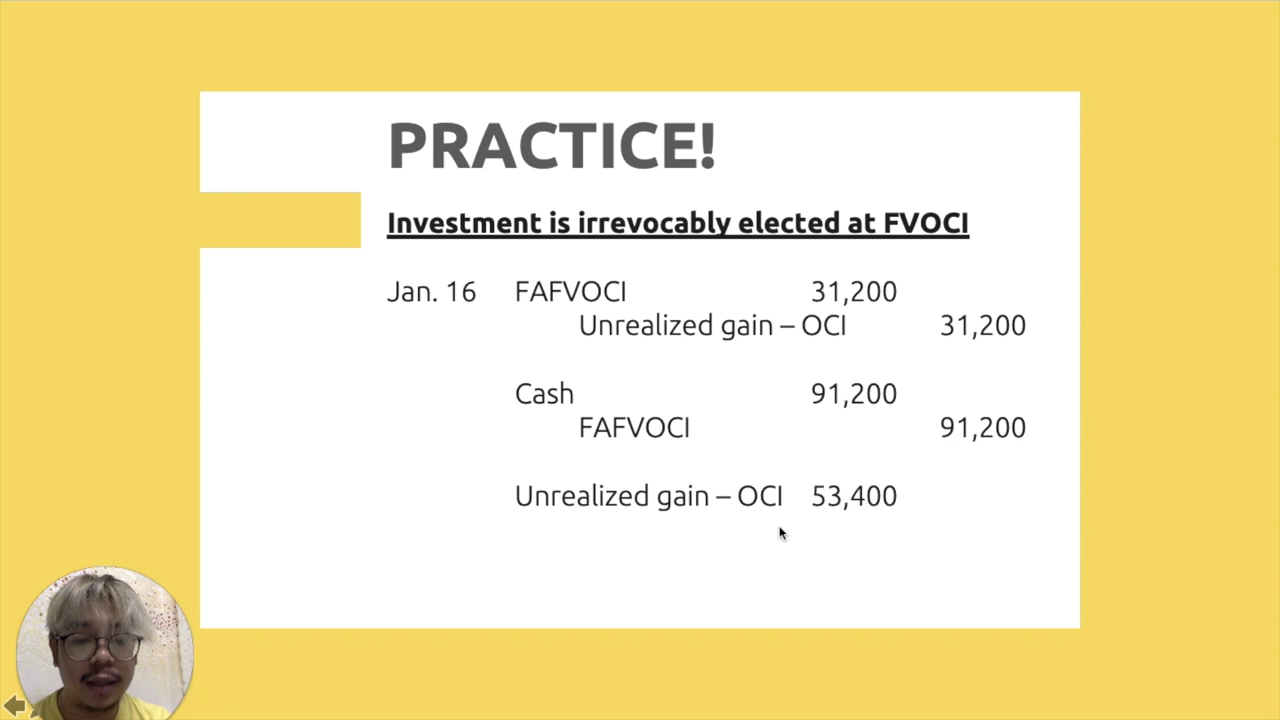 PRACTICE!
Investment is irrevocably elected at FVOCI
Jan. 16 FAFVOCI 31,200
Unrealized gain – OCI 31,200
Cash 91,200
FAFVOCI 91,200
Unrealized gain – OCI 53,400